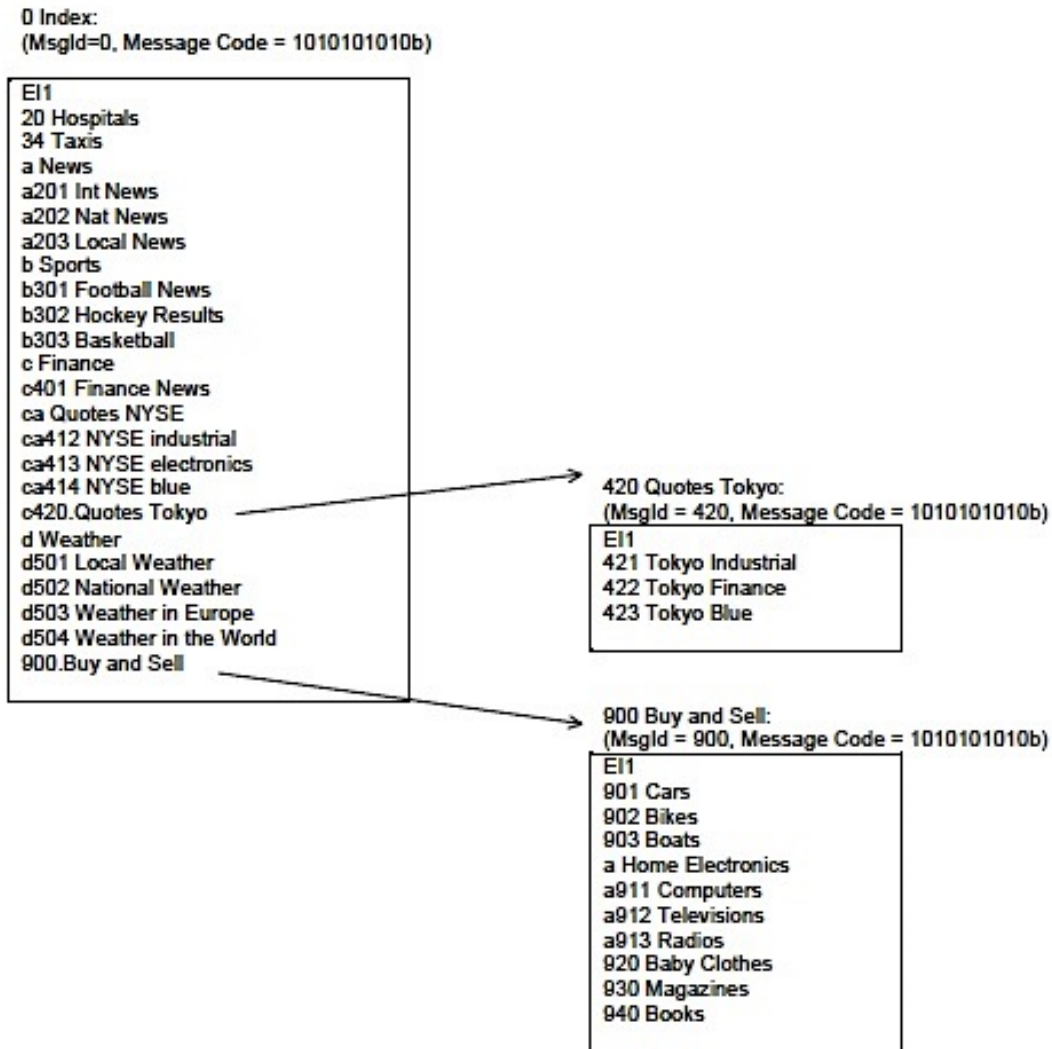 0 Index:
(MsgId=0, Message Code = 1010101010b)
EI1
20 Hospitals
34 Taxis
a News
a201 Int News
a202 Nat News
a203 Local News
b Sports
b301 Football News
b302 Hockey Results
b303 Basketball
c Finance
c401 Finance News
ca Quotes NYSE
ca412 NYSE industrial
ca413 NYSE electronics
ca414 NYSE blue
c420.Quotes Tokyo
d Weather
d501 Local Weather
d502 National Weather
d503 Weather in Europe
d504 Weather in the World
900.Buy and Sell
420 Quotes Tokyo:
(MsgId = 420, Message Code = 1010101010b)
EI1
421 Tokyo Industrial
422 Tokyo Finance
423 Tokyo Blue
900 Buy and Sell:
(MsgId = 900, Message Code = 1010101010b)
EI1
901 Cars
902 Bikes
903 Boats
a Home Electronics
a911 Computers
a912 Televisions
a913 Radios
920 Baby Clothes
930 Magazines
940 Books